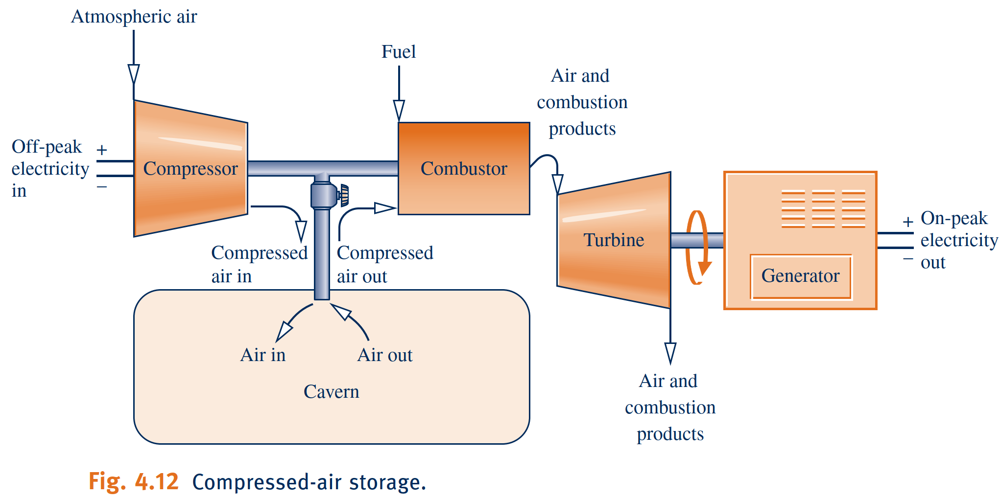 Atmospheric air
Fuel
Air and
combustion
products
Off-peak
electricity
in
+
−
Compressor
Combustor
Compressed
air in
Compressed
air out
Turbine
Generator
+
−
On-peak
electricity
out
Air in
Air out
Cavern
Air and
combustion
products
Fig. 4.12 Compressed-air storage.